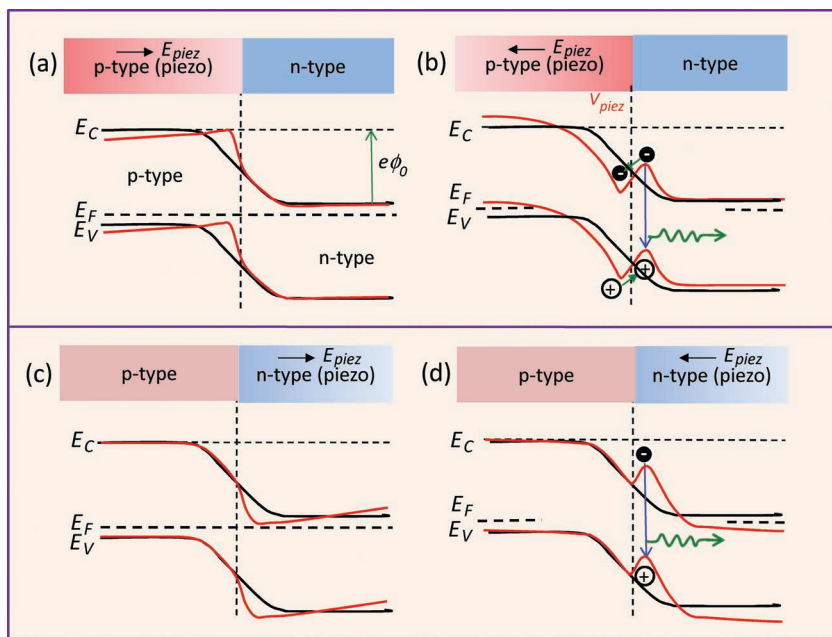 (a)
→ E_piez
p-type (piezo)
n-type
E_C
eϕ_0
p-type
E_F
E_V
n-type
(b)
← E_piez
p-type (piezo)
n-type
V_piez
E_C
-
-
E_F
E_V
+
+
(c)
p-type
→ E_piez
n-type (piezo)
E_C
E_F
E_V
(d)
p-type
← E_piez
n-type (piezo)
E_C
-
E_F
E_V
+